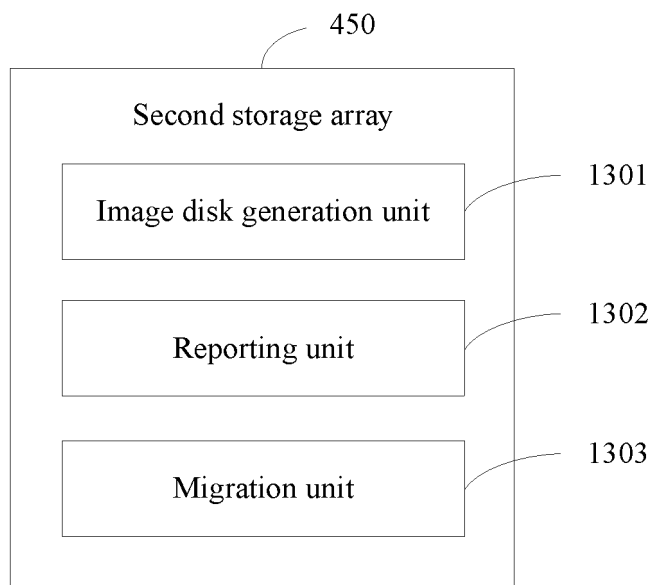 450
Second storage array
1301
Image disk generation unit
1302
Reporting unit
1303
Migration unit